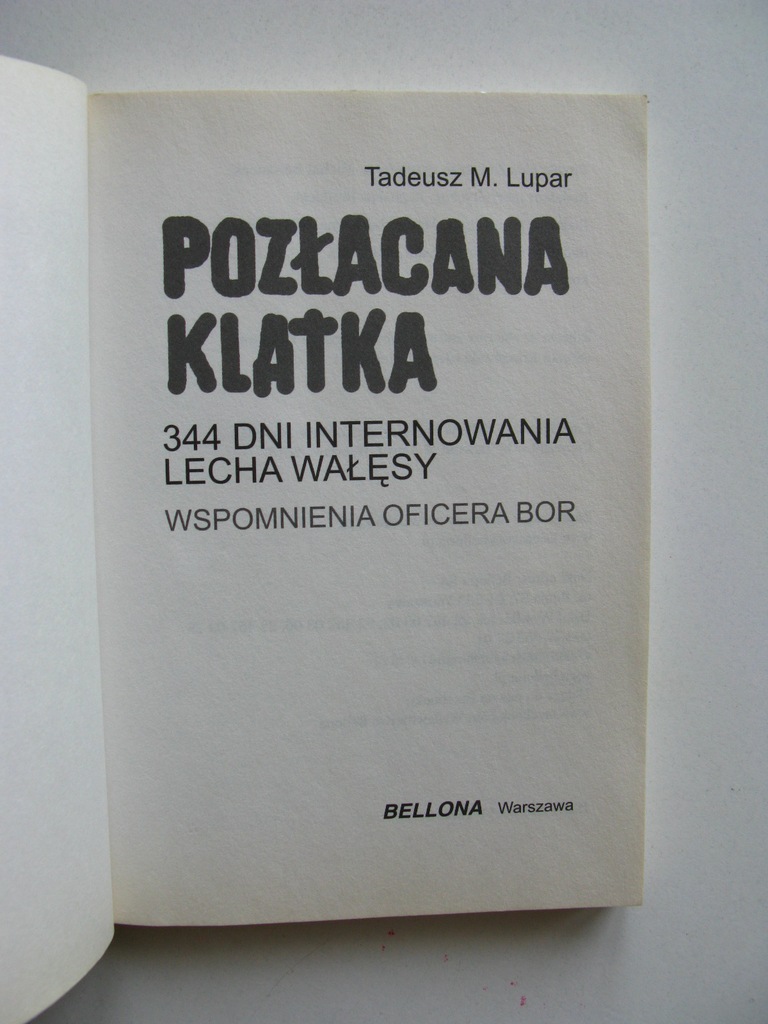 Tadeusz M. Lupar
POZŁACANA
KLATKA
344 DNI INTERNOWANIA
LECHA WAŁĘSY
WSPOMNIENIA OFICERA BOR
BELLONA Warszawa